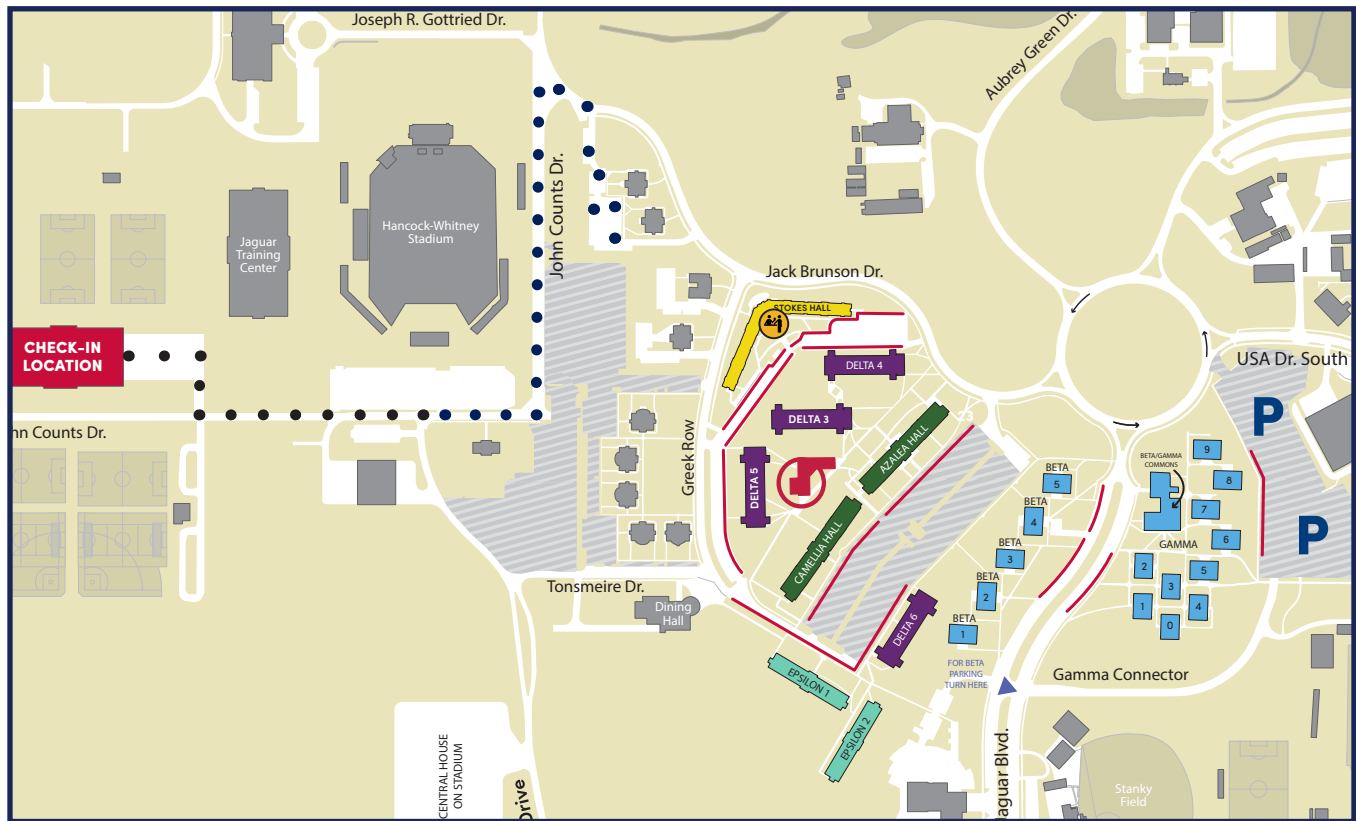 Joseph R. Gottried Dr.
Aubrey Green Dr.
John Counts Dr.
Hancock-Whitney
Stadium
Jaguar
Training
Center
Jack Brunson Dr.
STOKES HALL
CHECK-IN
LOCATION
USA Dr. South
DELTA 4
DELTA 3
DELTA 5
AZALEA HALL
23
CAMELLIA HALL
nn Counts Dr.
Greek Row
P
P
BETA/GAMMA
COMMONS
9
8
7
6
GAMMA
5
2
3
4
1
0
BETA
5
BETA
4
BETA
3
BETA
2
BETA
1
Tonsmeire Dr.
Dining
Hall
DELTA 6
EPSILON 1
EPSILON 2
FOR BETA
PARKING
TURN HERE
Gamma Connector
Jaguar Blvd.
CENTRAL HOUSE
ON STADIUM
Drive
Stanky
Field